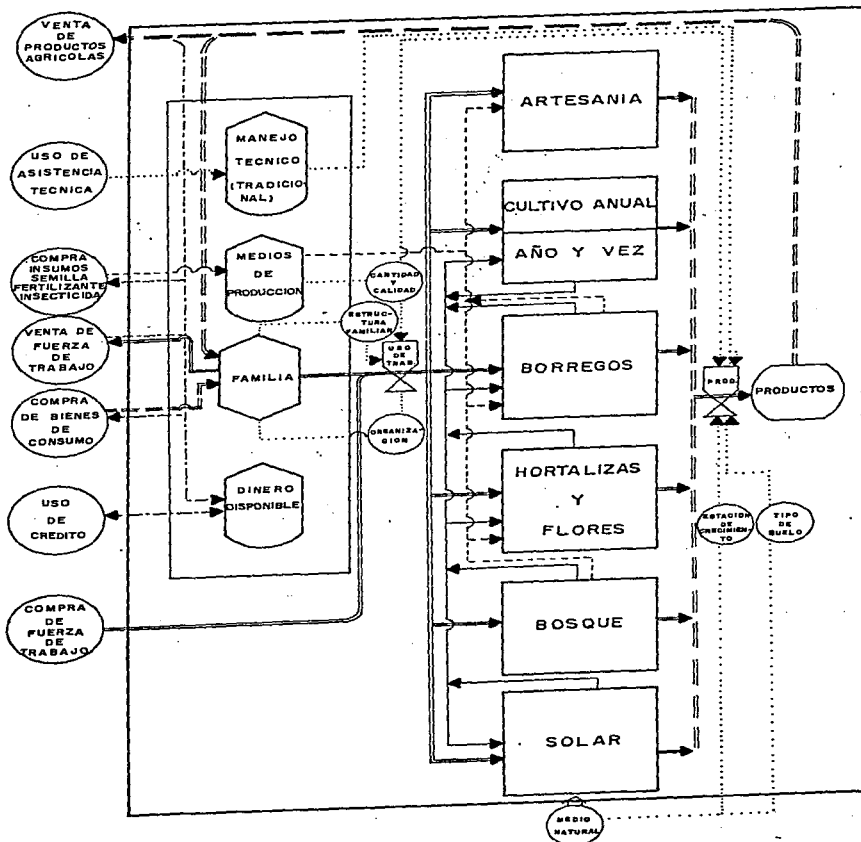 VENTA
DE
PRODUCTOS
AGRICOLAS
USO DE
ASISTENCIA
TECNICA
COMPRA
INSUMOS
SEMILLA
FERTILIZANTE
INSECTICIDA
VENTA DE
FUERZA
DE
TRABAJO
COMPRA
DE BIENES
DE
CONSUMO
USO
DE
CREDITO
COMPRA
DE
FUERZA
DE
TRABAJO
MANEJO
TECNICO
(TRADICIO-
NAL)
MEDIOS
DE
PRODUCCION
FAMILIA
DINERO
DISPONIBLE
CANTIDAD
Y
CALIDAD
ESTRUC-
TURA
FAMILIAR
USO
DE
TRAB.
ORGANIZA-
CION
ARTESANIA
CULTIVO ANUAL
AÑO Y VEZ
BORREGOS
HORTALIZAS
Y
FLORES
BOSQUE
SOLAR
MEDIO
NATURAL
PROD.
PRODUCTOS
ESTACION
DE
CRECIMIEN-
TO
TIPO
DE
SUELO